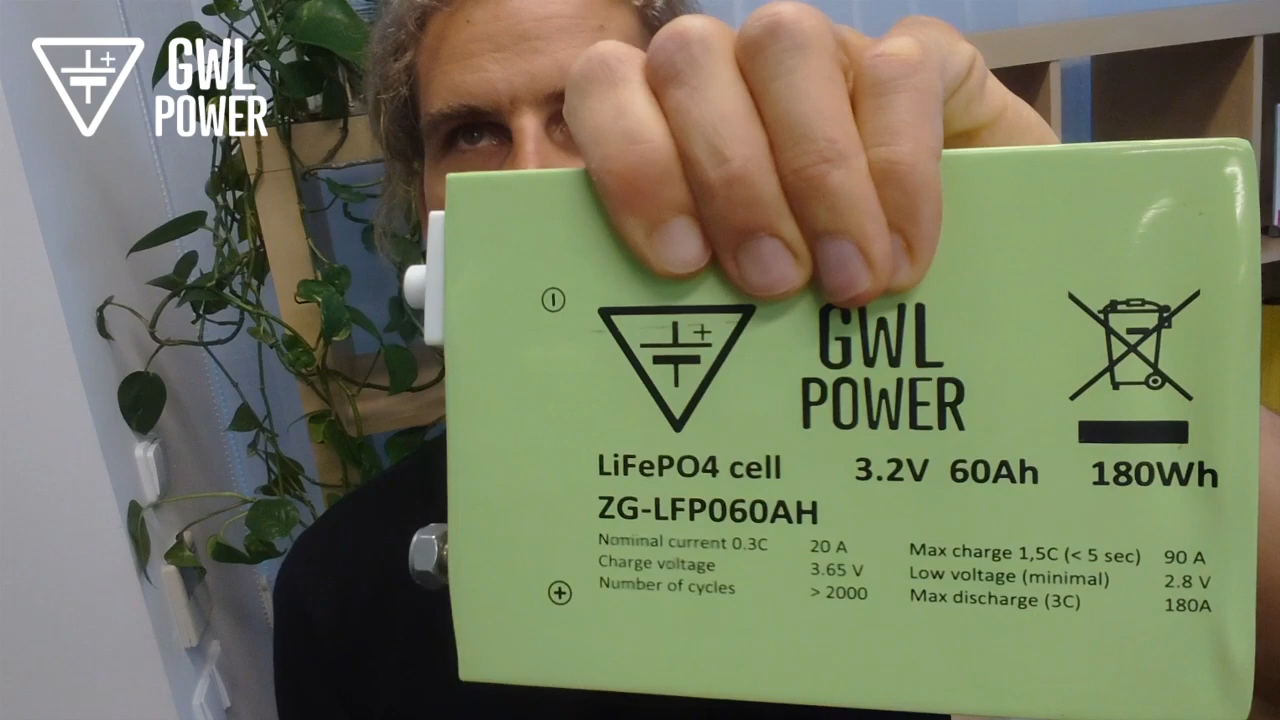 GWL
POWER
GWL
POWER
LiFePO4 cell 3.2V 60Ah 180Wh
ZG-LFP060AH
Nominal current 0.3C 20 A
Charge voltage 3.65 V
Number of cycles > 2000
Max charge 1,5C (< 5 sec) 90 A
Low voltage (minimal) 2.8 V
Max discharge (3C) 180A